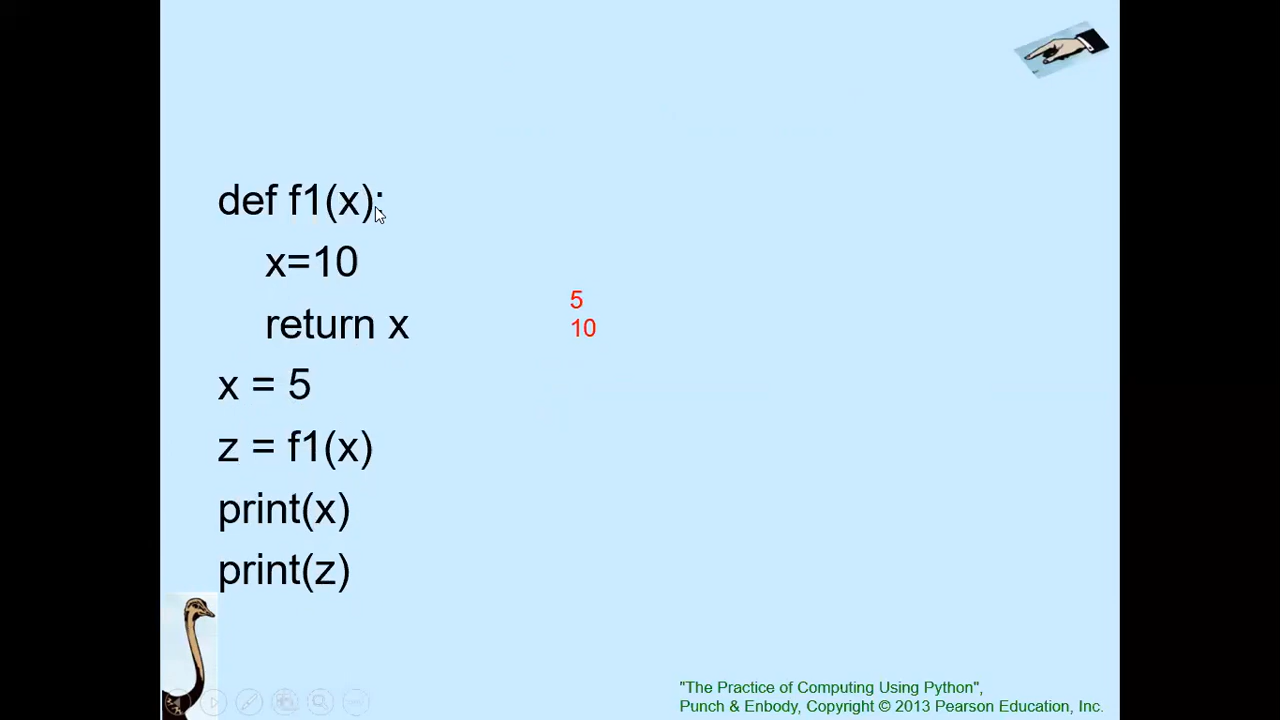 def f1(x):
x=10
return x
x = 5
z = f1(x)
print(x)
print(z)
5
10
"The Practice of Computing Using Python",
Punch & Enbody, Copyright © 2013 Pearson Education, Inc.